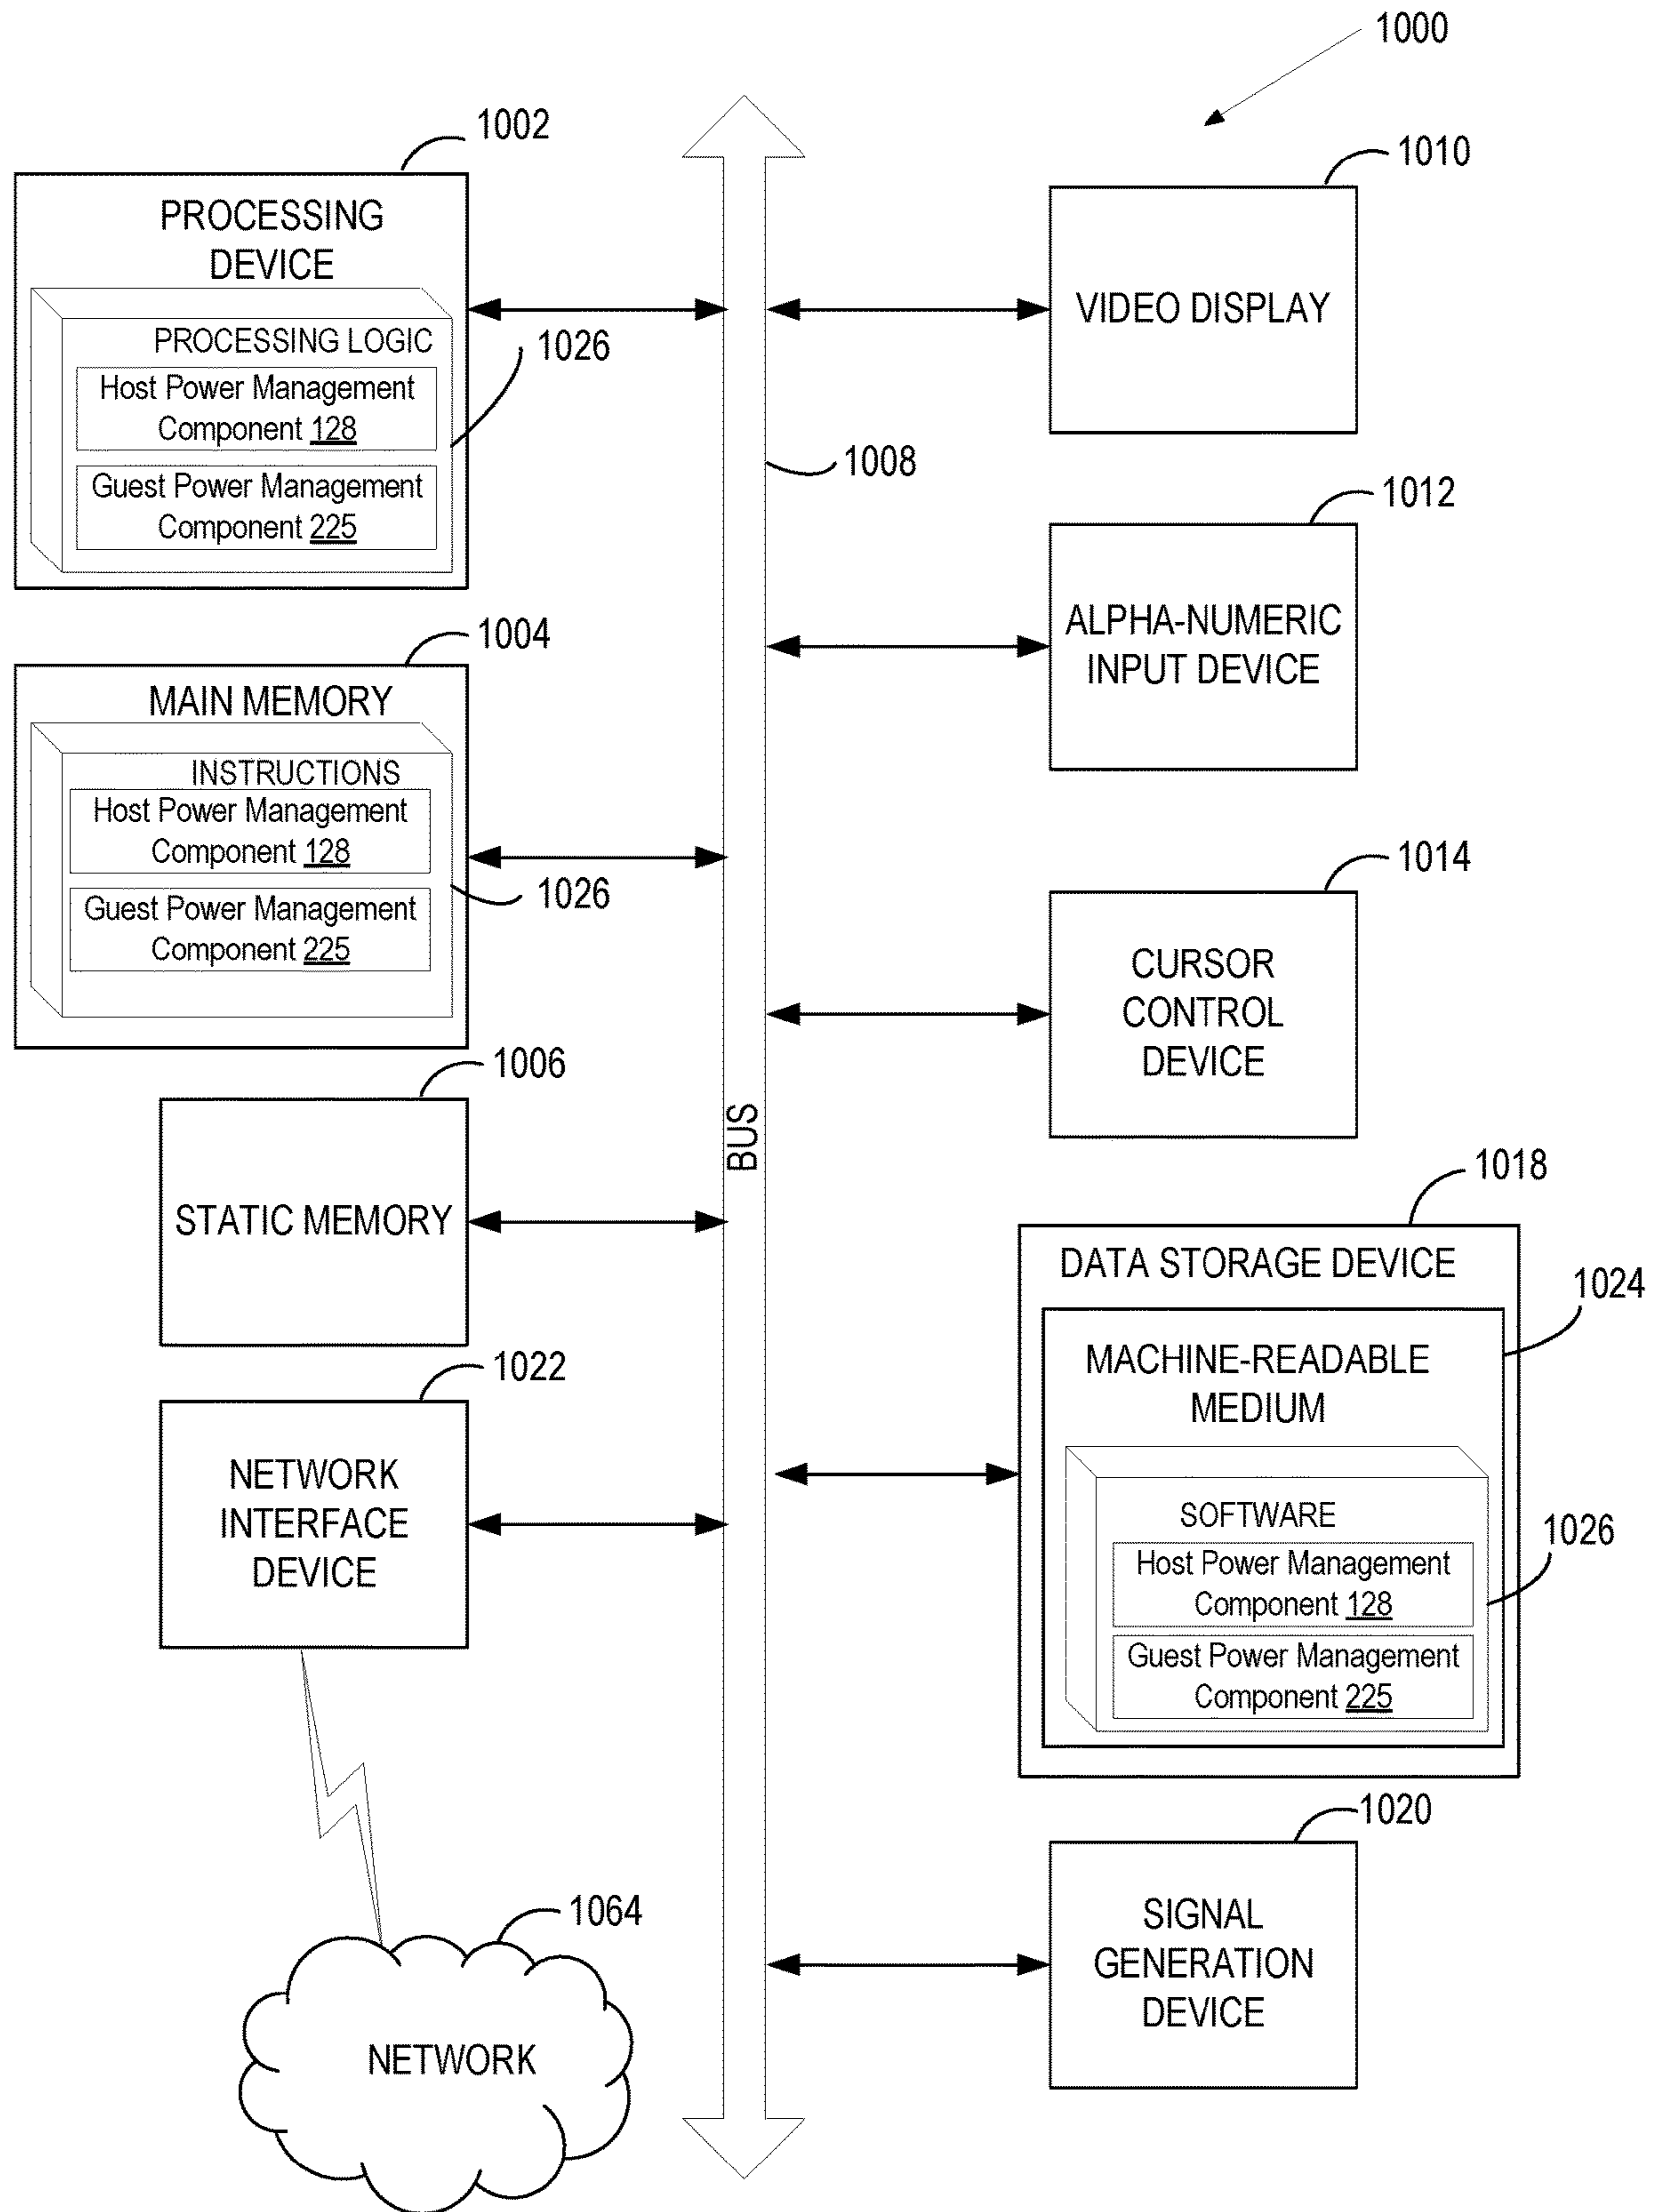 1000
1002
PROCESSING
DEVICE
PROCESSING LOGIC
1026
Host Power Management
Component 128
Guest Power Management
Component 225
1004
MAIN MEMORY
INSTRUCTIONS
Host Power Management
Component 128
1026
Guest Power Management
Component 225
1006
STATIC MEMORY
1022
NETWORK
INTERFACE
DEVICE
1064
NETWORK
1008
BUS
1010
VIDEO DISPLAY
1012
ALPHA-NUMERIC
INPUT DEVICE
1014
CURSOR
CONTROL
DEVICE
1018
DATA STORAGE DEVICE
1024
MACHINE-READABLE
MEDIUM
SOFTWARE
1026
Host Power Management
Component 128
Guest Power Management
Component 225
1020
SIGNAL
GENERATION
DEVICE